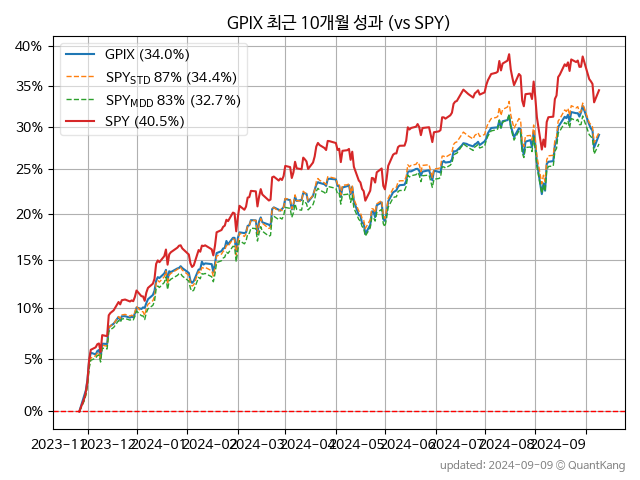 GPIX 최근 10개월 성과 (vs SPY)
GPIX (34.0%)
SPYSTD 87% (34.4%)
SPYMDD 83% (32.7%)
SPY (40.5%)
40%
35%
30%
25%
20%
15%
10%
5%
0%
2023-11 2023-12 2024-01 2024-02 2024-03 2024-04 2024-05 2024-06 2024-07 2024-08 2024-09
updated: 2024-09-09 © QuantKang